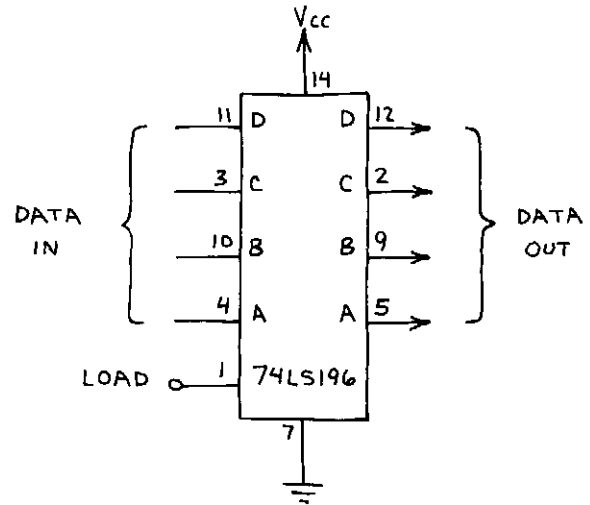 Vcc
14
11 D D 12
3 C C 2
DATA IN
10 B B 9
DATA OUT
4 A A 5
LOAD 1 74LS196
7